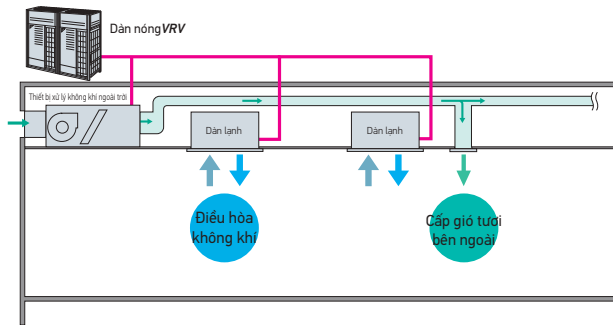 Dàn nóng VRV
Thiết bị xử lý không khí ngoài trời
Dàn lạnh
Dàn lạnh
Điều hòa
không khí
Cấp gió tươi
bên ngoài